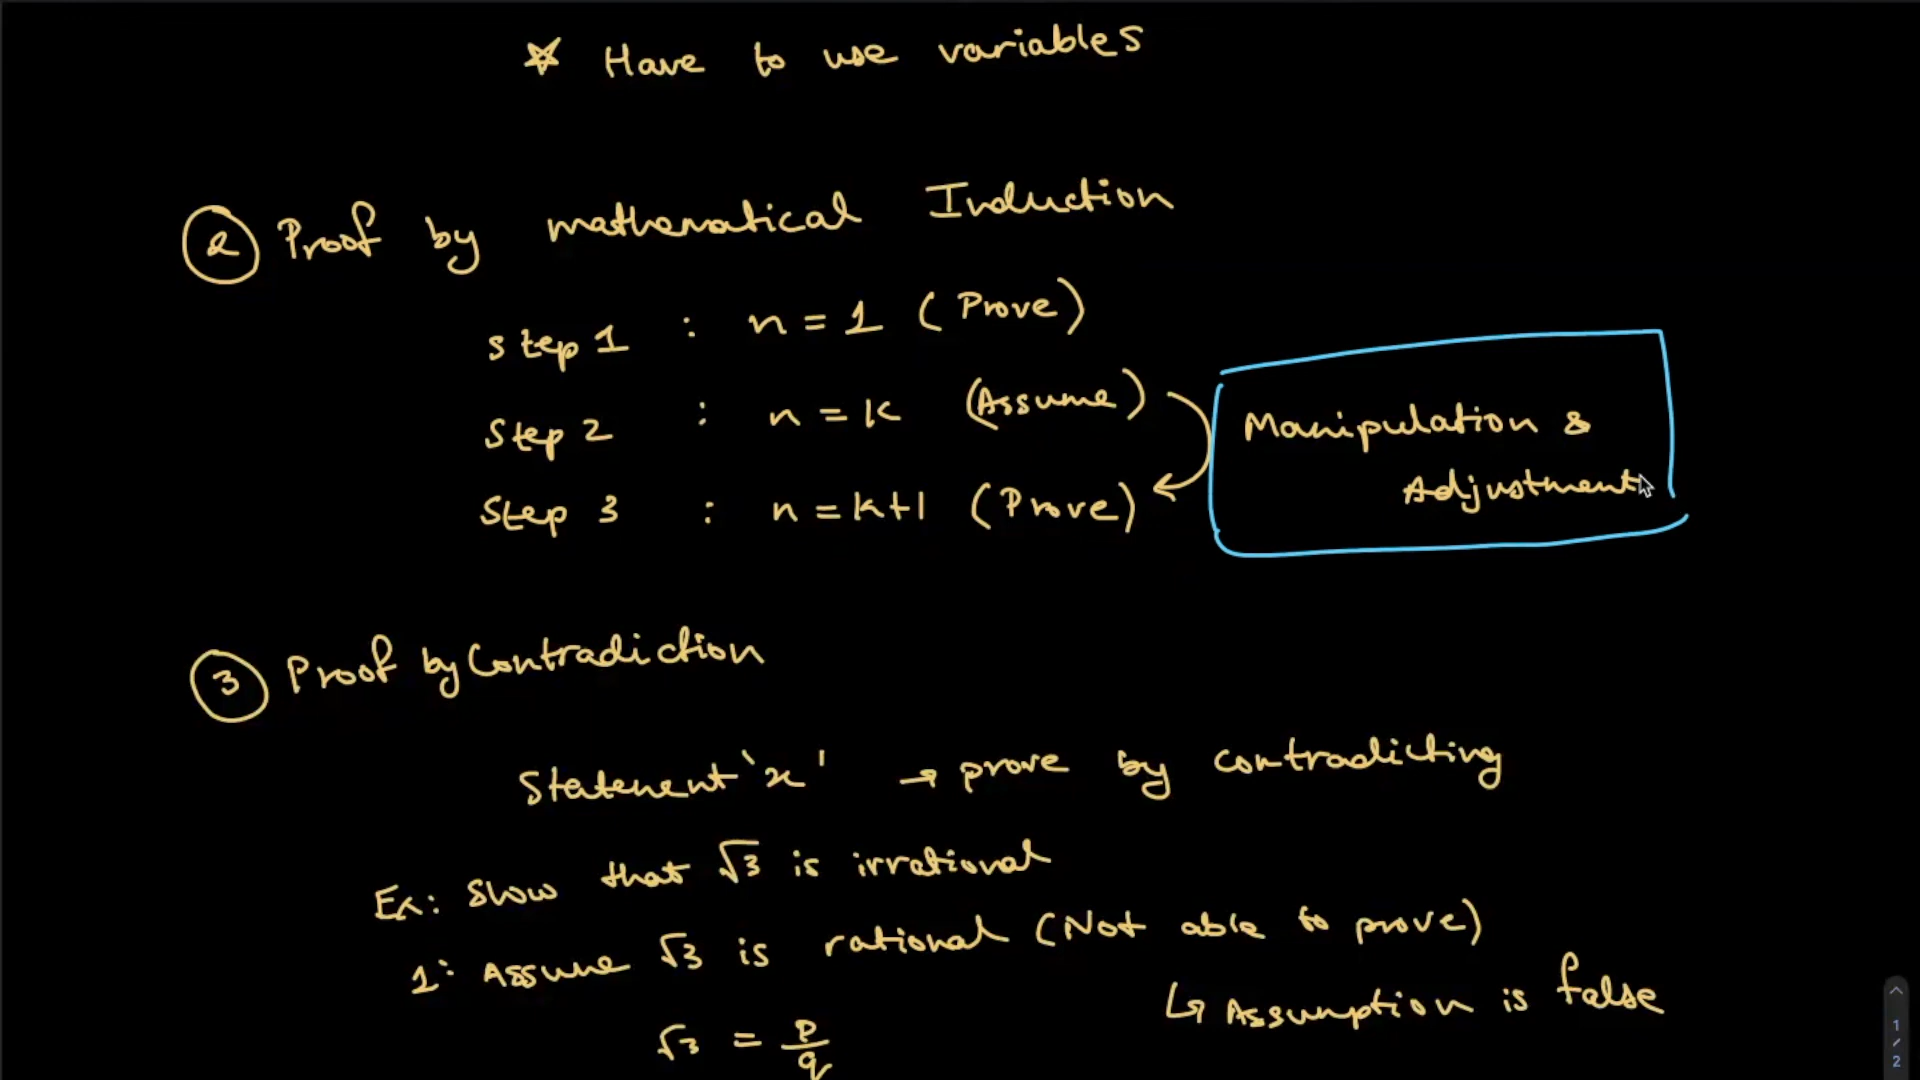 ☆ Have to use variables
② Proof by mathematical Induction
Step 1 : n = 1 (Prove)
Step 2 : n = k (Assume)
Step 3 : n = k+1 (Prove)
Manipulation &
Adjustment
③ Proof by Contradiction
Statement 'x' → prove by contradicting
Ex: Show that √3 is irrational
1: Assume √3 is rational (Not able to prove)
↳ Assumption is false
√3 = p/q
1
/
2